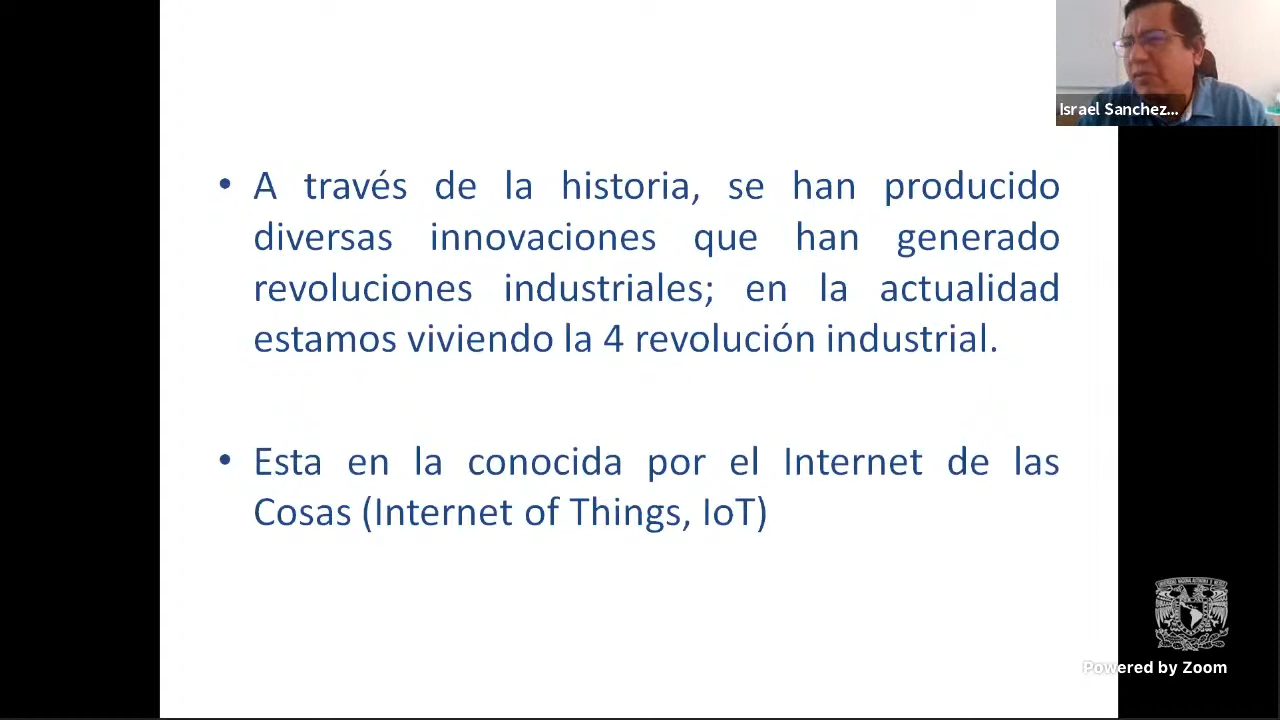 Israel Sanchez...
• A través de la historia, se han producido
diversas innovaciones que han generado
revoluciones industriales; en la actualidad
estamos viviendo la 4 revolución industrial.
• Esta en la conocida por el Internet de las
Cosas (Internet of Things, IoT)
Powered by Zoom